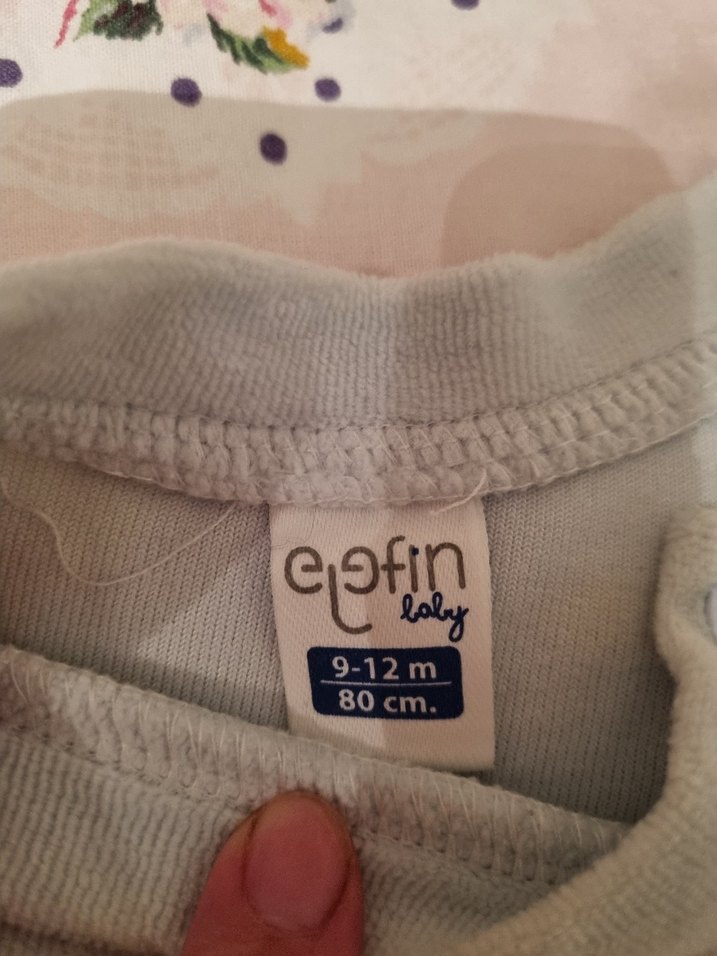 elefin
baby
9-12 m
80 cm.